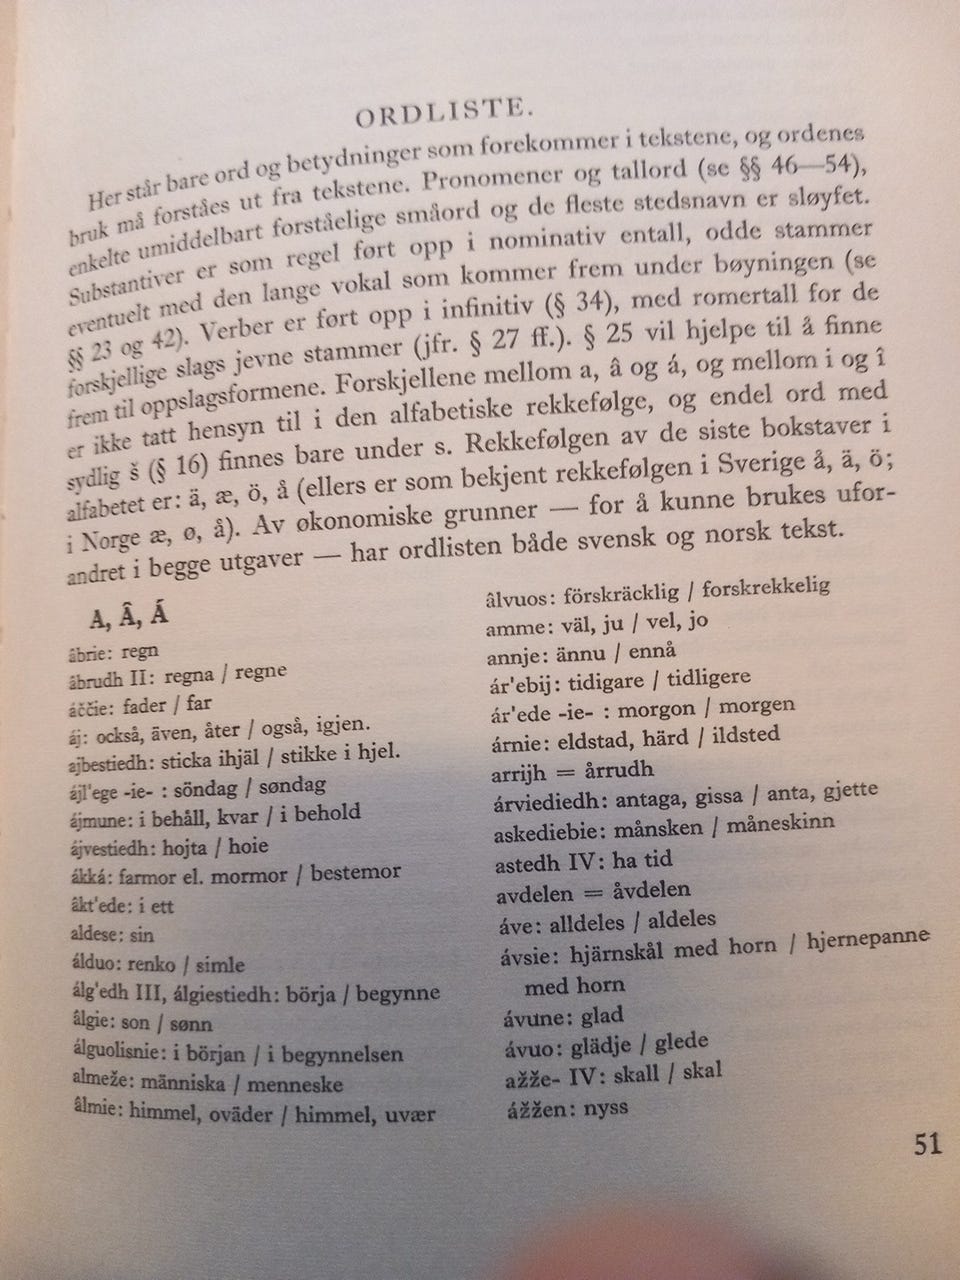 ORDLISTE.
Her står bare ord og betydninger som forekommer i tekstene, og ordenes
bruk må forståes ut fra tekstene. Pronomener og tallord (se §§ 46—54),
enkelte umiddelbart forståelige småord og de fleste stedsnavn er sløyfet.
Substantiver er som regel ført opp i nominativ entall, odde stammer
eventuelt med den lange vokal som kommer frem under bøyningen (se
§§ 23 og 42). Verber er ført opp i infinitiv (§ 34), med romertall for de
forskjellige slags jevne stammer (jfr. § 27 ff.). § 25 vil hjelpe til å finne
frem til oppslagsformene. Forskjellene mellom a, â og á, og mellom i og î
er ikke tatt hensyn til i den alfabetiske rekkefølge, og endel ord med
sydlig š (§ 16) finnes bare under s. Rekkefølgen av de siste bokstaver i
alfabetet er: ä, æ, ö, å (ellers er som bekjent rekkefølgen i Sverige å, ä, ö;
i Norge æ, ø, å). Av økonomiske grunner — for å kunne brukes ufor-
andret i begge utgaver — har ordlisten både svensk og norsk tekst.
A, Â, Á
âbrie: regn
âbrudh II: regna / regne
áččie: fader / far
áj: också, även, åter / også, igjen.
ajbestiedh: sticka ihjäl / stikke i hjel.
ájl'ege -ie- : söndag / søndag
ájmune: i behåll, kvar / i behold
ájvestiedh: hojta / hoie
ákká: farmor el. mormor / bestemor
âkt'ede: i ett
aldese: sin
álduo: renko / simle
álg'edh III, álgiestiedh: börja / begynne
âlgie: son / sønn
álguolisnie: i början / i begynnelsen
almeže: människa / menneske
âlmie: himmel, oväder / himmel, uvær
âlvuos: förskräcklig / forskrekkelig
amme: väl, ju / vel, jo
annje: ännu / ennå
ár'ebij: tidigare / tidligere
ár'ede -ie- : morgon / morgen
árnie: eldstad, härd / ildsted
arrijh = årrudh
árviediedh: antaga, gissa / anta, gjette
askediebie: månsken / måneskinn
astedh IV: ha tid
avdelen = åvdelen
áve: alldeles / aldeles
ávsie: hjärnskål med horn / hjernepanne
med horn
ávune: glad
ávuo: glädje / glede
ažže- IV: skall / skal
ážžen: nyss
51